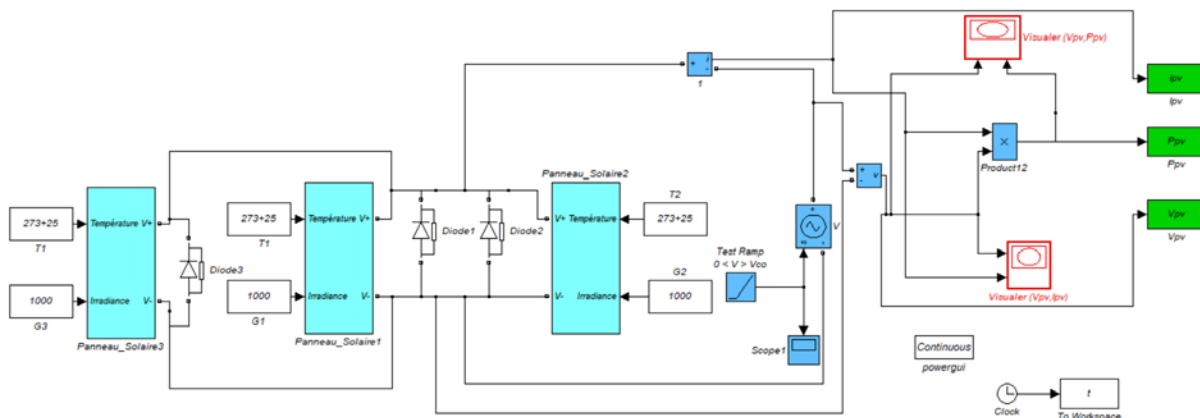 Visualer (Vpv,Ppv)
i
+
-
1
Ipv
Ipv
Ppv
Ppv
×
Product12
Vpv
Vpv
+
-
v
Panneau_Solaire2
273+25
T1
Température V+
1000
G3
Irradiance V-
Panneau_Solaire3
Diode3
273+25
T1
Température V+
1000
G1
Irradiance V-
Panneau_Solaire1
Diode1
Diode2
V+ Température
V- Irradiance
T2
273+25
G2
1000
V
Test Ramp
0 < V > Vco
Scope1
Visualer (Vpv,Ipv)
Continuous
powergui
Clock
t
To Workspace